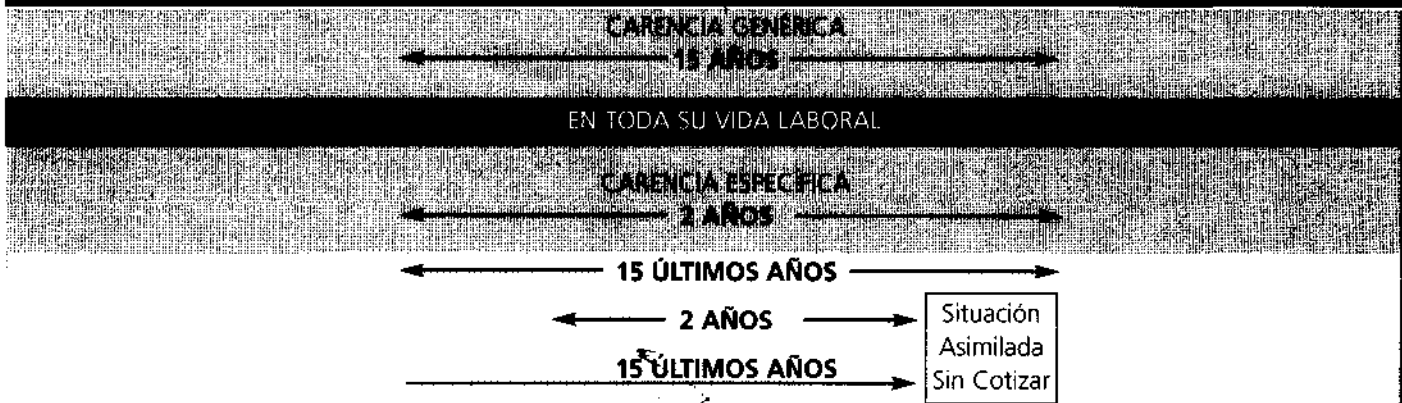 CARENCIA GENÉRICA
15 AÑOS
EN TODA SU VIDA LABORAL
CARENCIA ESPECÍFICA
2 AÑOS
15 ÚLTIMOS AÑOS
2 AÑOS
15 ÚLTIMOS AÑOS
Situación
Asimilada
Sin Cotizar